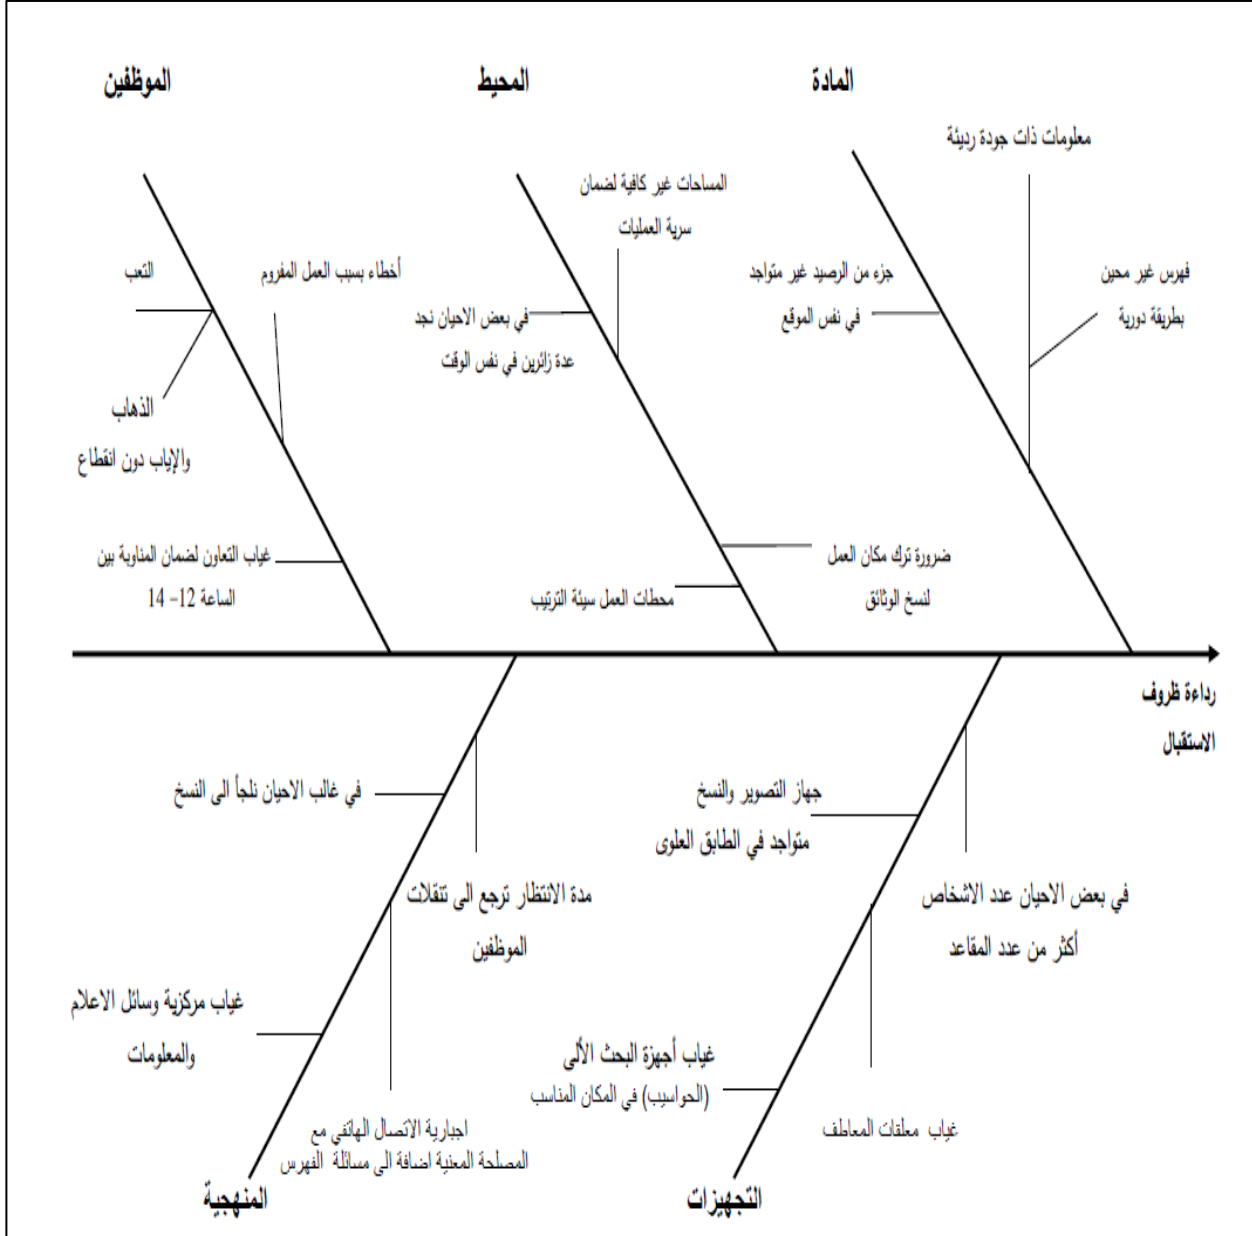 المادة
المحيط
الموظفين
معلومات ذات جودة رديئة
فهرس غير محين
بطريقة دورية
جزء من الرصيد غير متواجد
في نفس الموقع
المساحات غير كافية لضمان
سرية العمليات
في بعض الاحيان نجد
عدة زائرين في نفس الوقت
ضرورة ترك مكان العمل
لنسخ الوثائق
محطات العمل سيئة الترتيب
أخطاء بسبب العمل المفروم
التعب
الذهاب
والإياب دون انقطاع
غياب التعاون لضمان المناوبة بين
الساعة 12– 14
رداءة ظروف
الاستقبال
جهاز التصوير والنسخ
متواجد في الطابق العلوى
في بعض الاحيان عدد الاشخاص
أكثر من عدد المقاعد
غياب أجهزة البحث الألى
(الحواسيب) في المكان المناسب
غياب معلقات المعاطف
التجهيزات
في غالب الاحيان نلجأ الى النسخ
مدة الانتظار ترجع الى تنقلات
الموظفين
غياب مركزية وسائل الاعلام
والمعلومات
اجبارية الاتصال الهاتفي مع
المصلحة المعنية اضافة الى مسائلة الفهرس
المنهجية